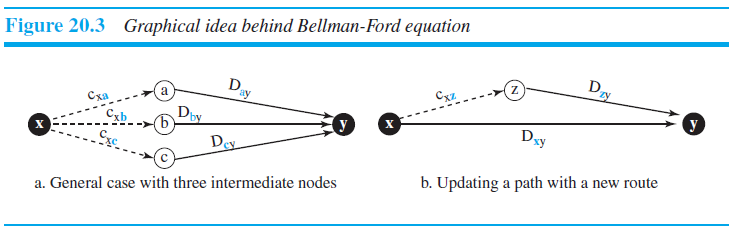 Figure 20.3 Graphical idea behind Bellman-Ford equation
x
cxa
cxb
cxc
a
b
c
Day
Dby
Dcy
y
a. General case with three intermediate nodes
x
cxz
z
Dzy
Dxy
y
b. Updating a path with a new route